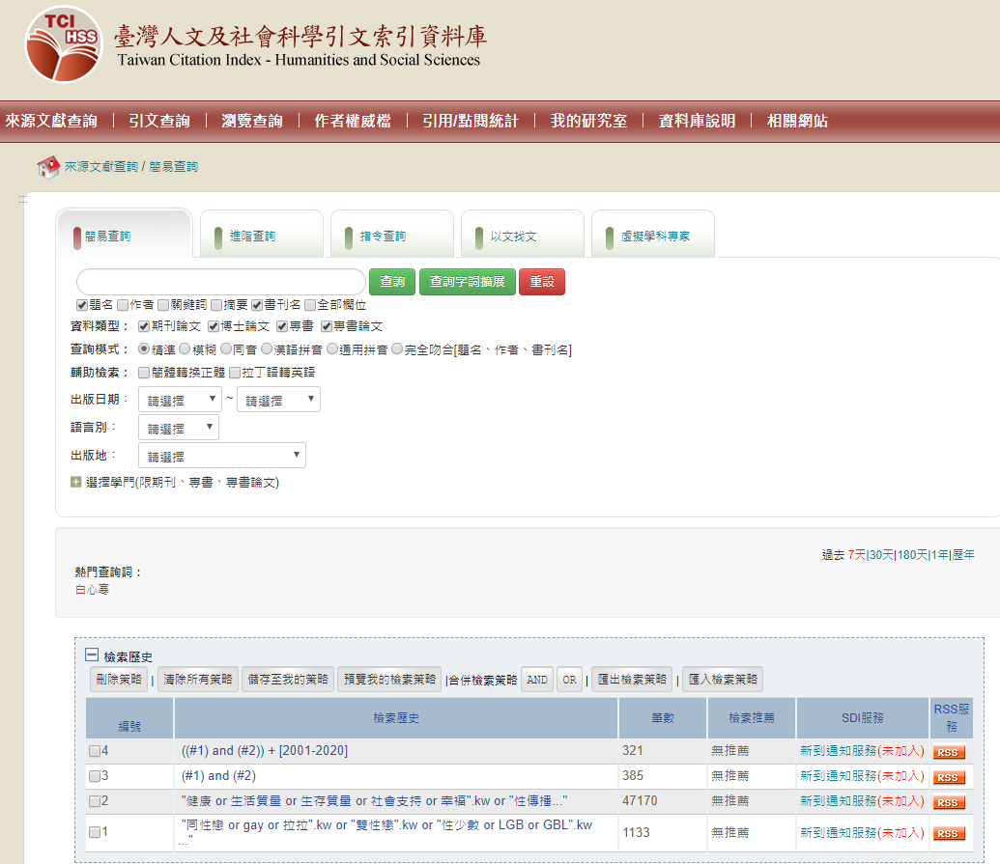 TCI
HSS
臺灣人文及社會科學引文索引資料庫
Taiwan Citation Index - Humanities and Social Sciences
來源文獻查詢 | 引文查詢 | 瀏覽查詢 | 作者權威檔 | 引用/點閱統計 | 我的研究室 | 資料庫說明 | 相關網站
來源文獻查詢 / 簡易查詢
:::
簡易查詢 進階查詢 指令查詢 以文找文 虛擬學科專家
查詢 查詢字詞擴展 重設
題名 作者 關鍵詞 摘要 書刊名 全部欄位
資料類型： 期刊論文 博士論文 專書 專書論文
查詢模式： 精準 模糊 同音 漢語拼音 通用拼音 完全吻合[題名、作者、書刊名]
輔助檢索： 簡體轉換正體 拉丁語轉英語
出版日期： 請選擇 ~ 請選擇
語言別： 請選擇
出版地： 請選擇
選擇學門(限期刊、專書、專書論文)
過去 7天|30天|180天|1年|歷年
熱門查詢詞：
白心騫
檢索歷史
刪除策略 | 清除所有策略 儲存至我的策略 預覽我的檢索策略 |合併檢索策略 AND OR | 匯出檢索策略 | 匯入檢索策略
編號 檢索歷史 筆數 檢索推薦 SDI服務 RSS服務
4 ((#1) and (#2)) + [2001-2020] 321 無推薦 新到通知服務(未加入) RSS
3 (#1) and (#2) 385 無推薦 新到通知服務(未加入) RSS
2 "健康 or 生活質量 or 生存質量 or 社會支持 or 幸福".kw or "性傳播..." 47170 無推薦 新到通知服務(未加入) RSS
1 "同性戀 or gay or 拉拉".kw or "雙性戀".kw or "性少數 or LGB or GBL".kw ..." 1133 無推薦 新到通知服務(未加入) RSS